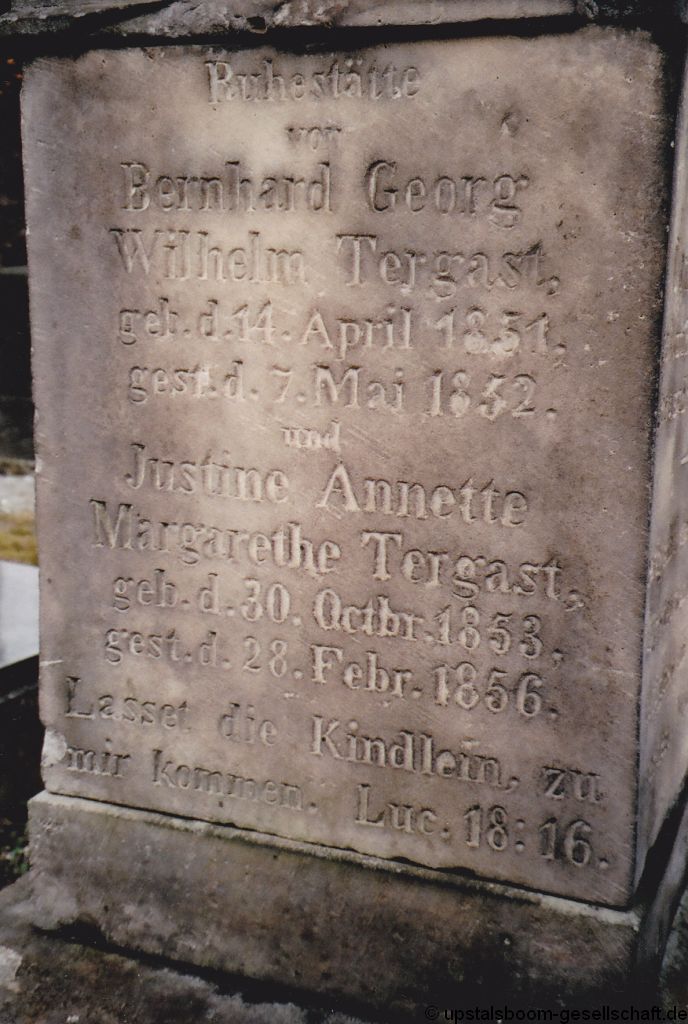 Ruhestätte
von
Bernhard Georg
Wilhelm Tergast,
geb. d. 14. April 1851,
gest. d. 7. Mai 1852.
und
Justine Annette
Margarethe Tergast,
geb. d. 30. Octbr. 1853,
gest. d. 28. Febr. 1856.
Lasset die Kindlein, zu
mir kommen. Luc. 18: 16.
© upstalsboom-gesellschaft.de